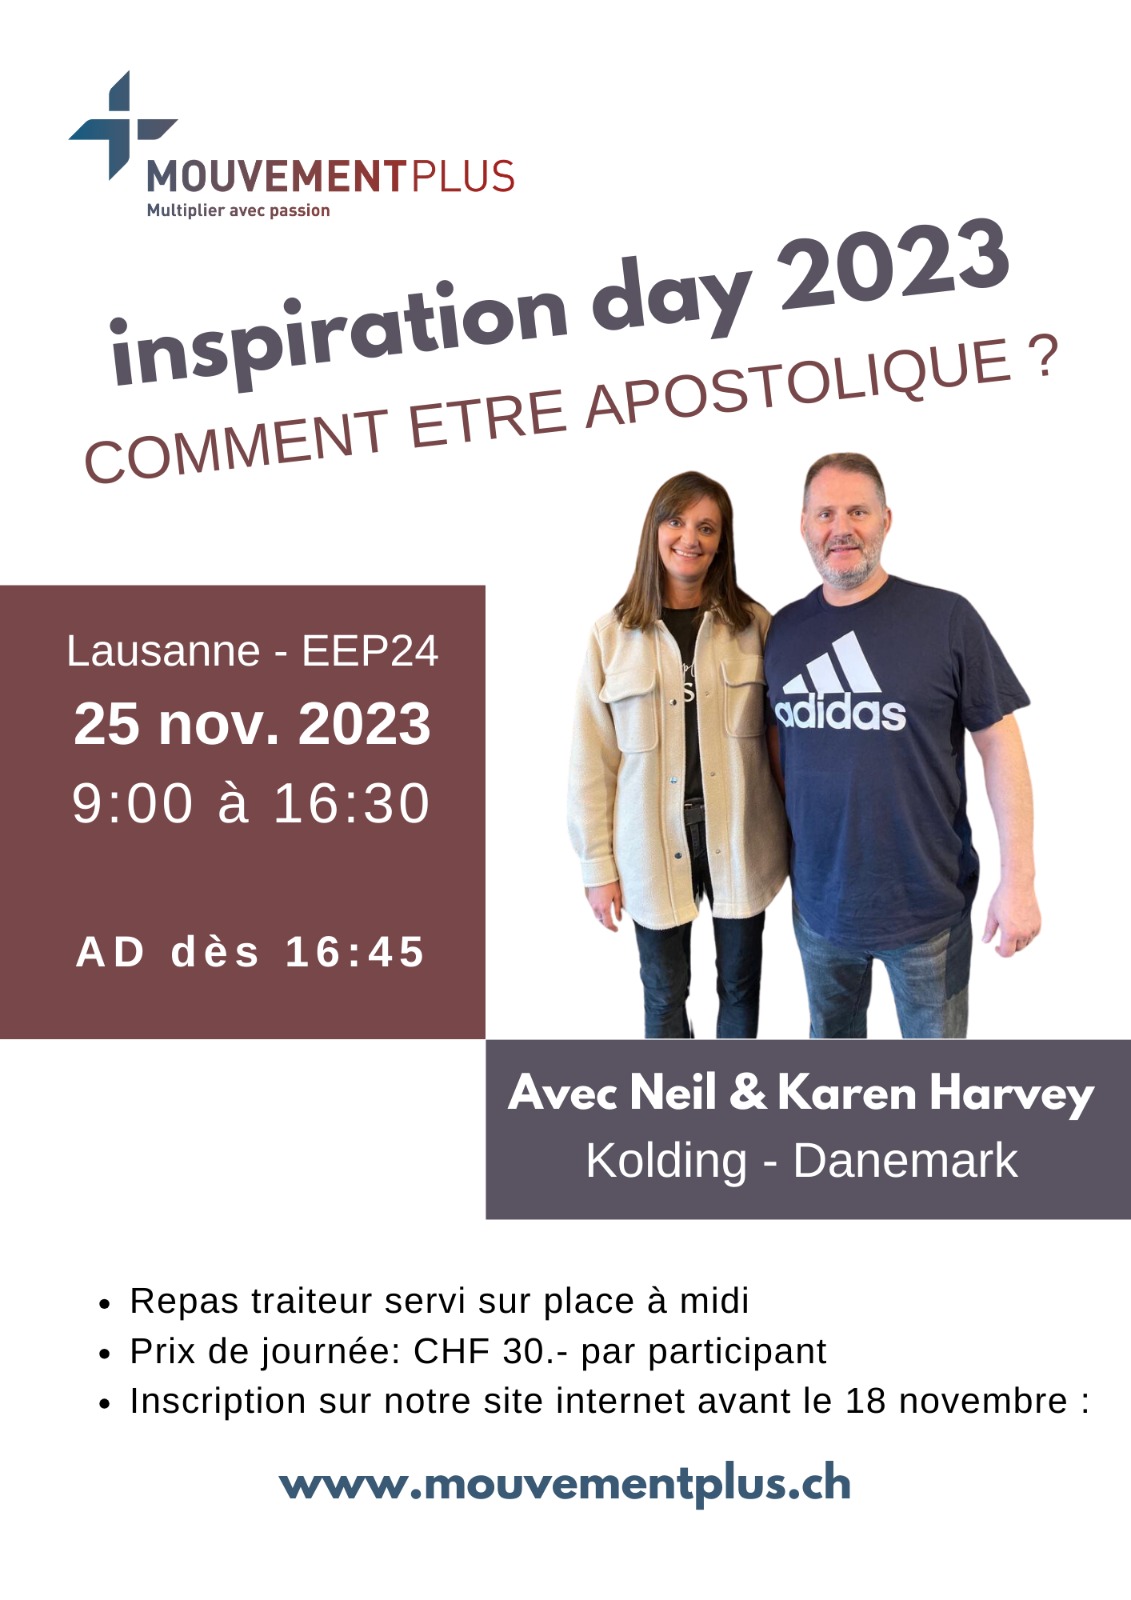 MOUVEMENTPLUS
Multiplier avec passion
inspiration day 2023
COMMENT ETRE APOSTOLIQUE ?
Lausanne - EEP24
25 nov. 2023
9:00 à 16:30
AD dès 16:45
adidas
Avec Neil & Karen Harvey
Kolding - Danemark
• Repas traiteur servi sur place à midi
• Prix de journée: CHF 30.- par participant
• Inscription sur notre site internet avant le 18 novembre :
www.mouvementplus.ch